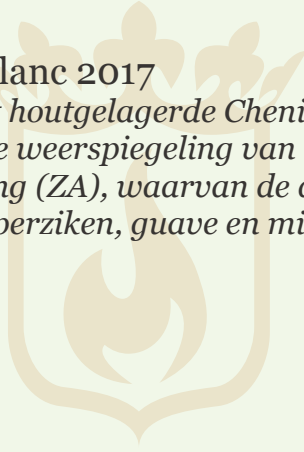 lanc 2017
houtgelagerde Cheni
weerspiegeling van
ng (ZA), waarvan de
perziken, guave en mi